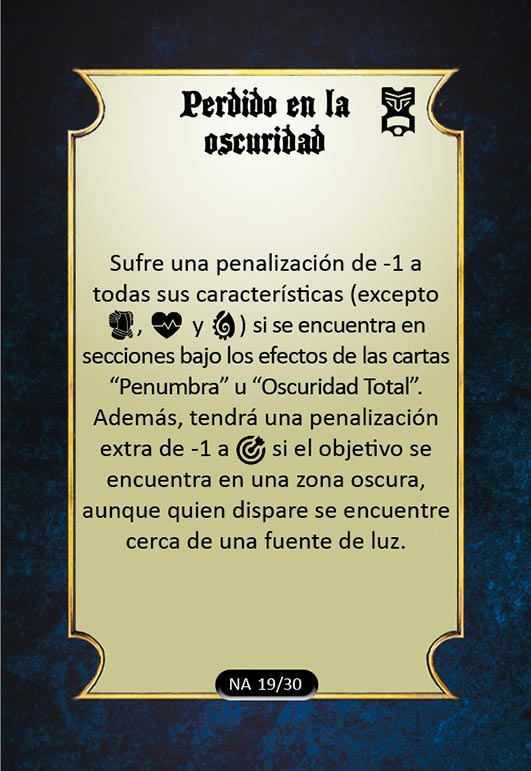 Perdido en la
oscuridad
Sufre una penalización de -1 a
todas sus características (excepto
, y ) si se encuentra en
secciones bajo los efectos de las cartas
“Penumbra” u “Oscuridad Total”.
Además, tendrá una penalización
extra de -1 a si el objetivo se
encuentra en una zona oscura,
aunque quien dispare se encuentre
cerca de una fuente de luz.
NA 19/30